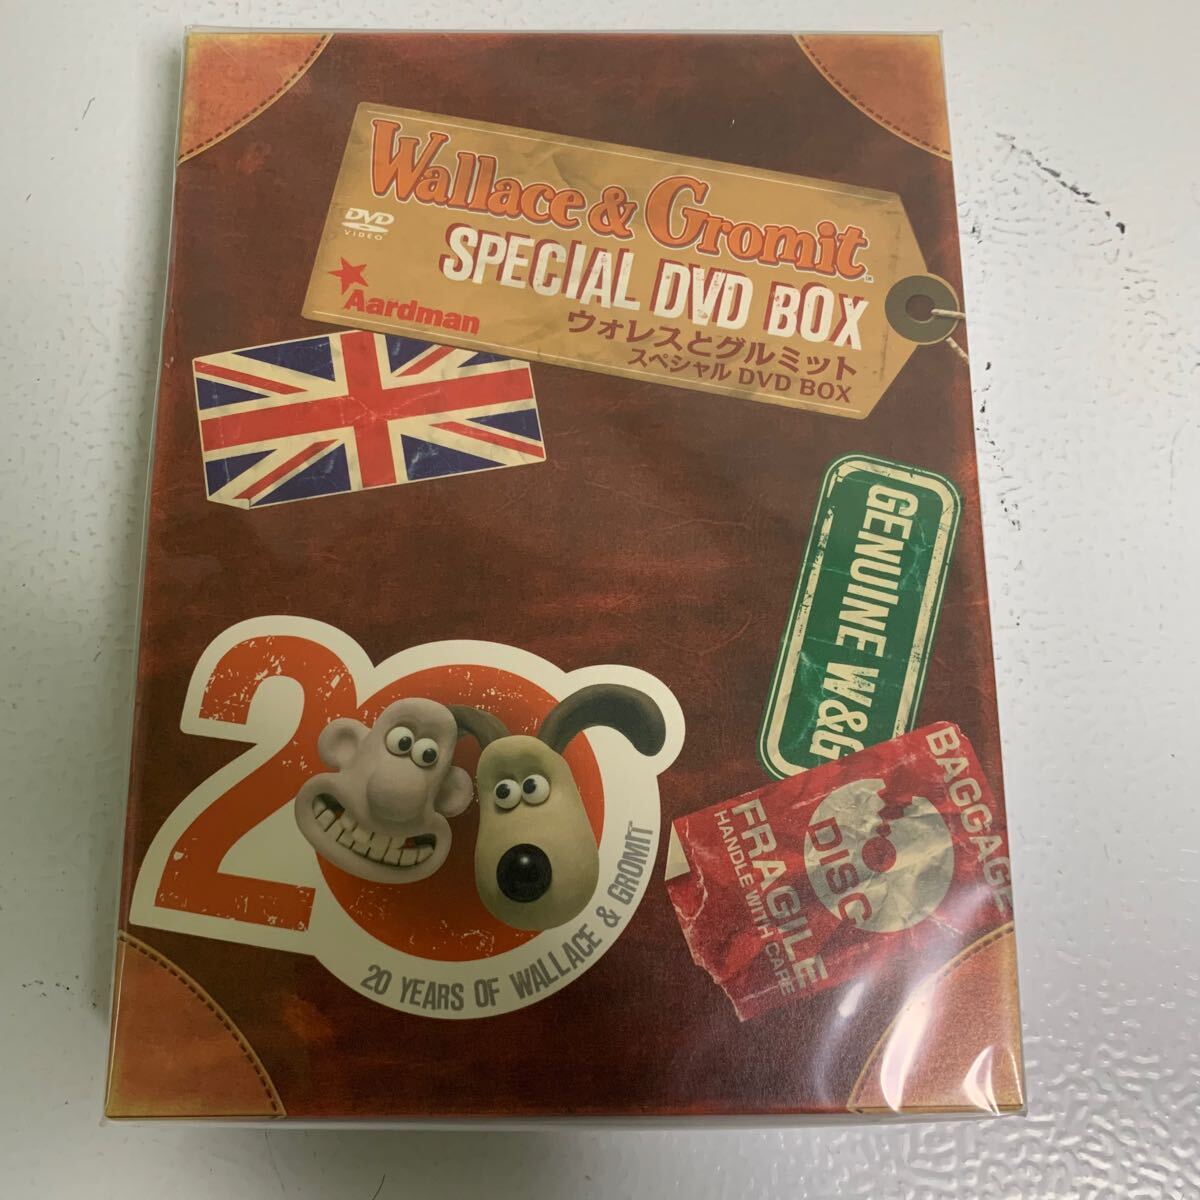 Wallace & Gromit
DVD
VIDEO
SPECIAL DVD BOX
Aardman
ウォレスとグルミット
スペシャル DVD BOX
GENUINE W&G
20
20 YEARS OF WALLACE & GROMIT
BAGGAGE
DISC
FRAGILE
HANDLE WITH CARE